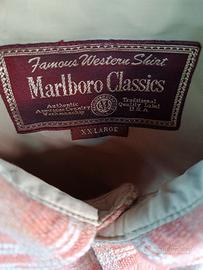 Famous Western Shirt
Marlboro Classics
Authentic
American Country
Workmanship
Traditional
Quality Label
U.S.A.
XX LARGE